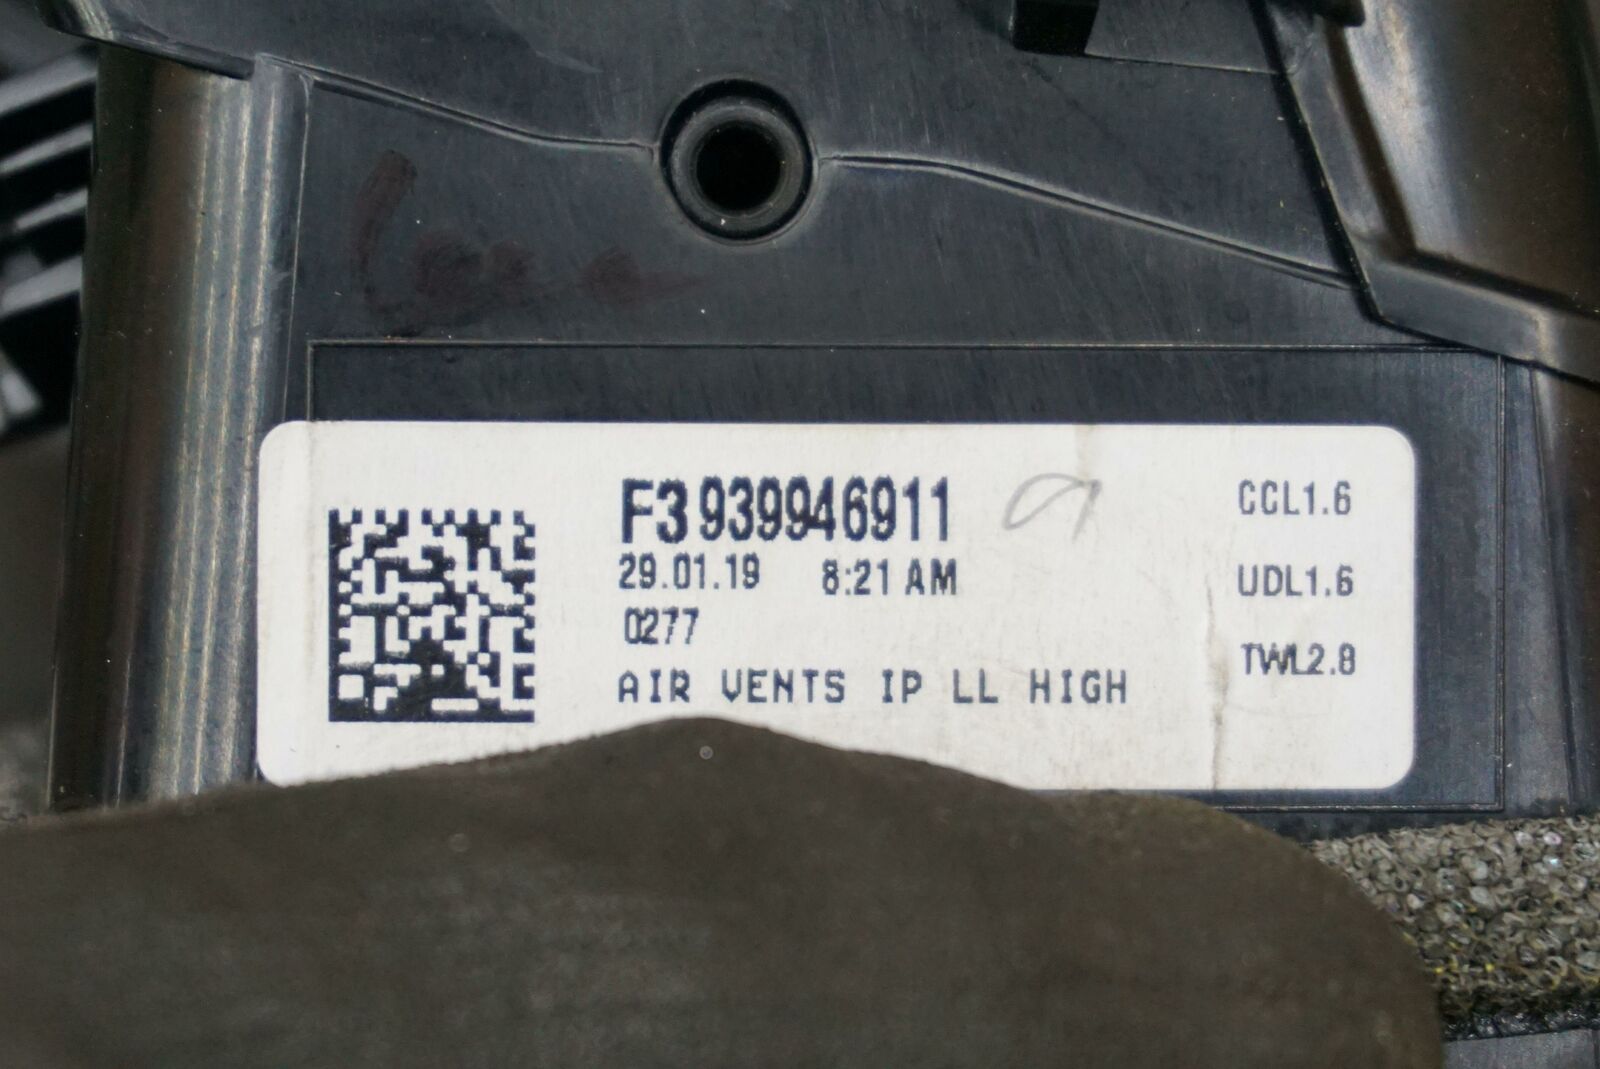 F3 939946911
29.01.19 8:21 AM
0277
AIR VENTS IP LL HIGH
CCL1.6
UDL1.6
TWL2.8